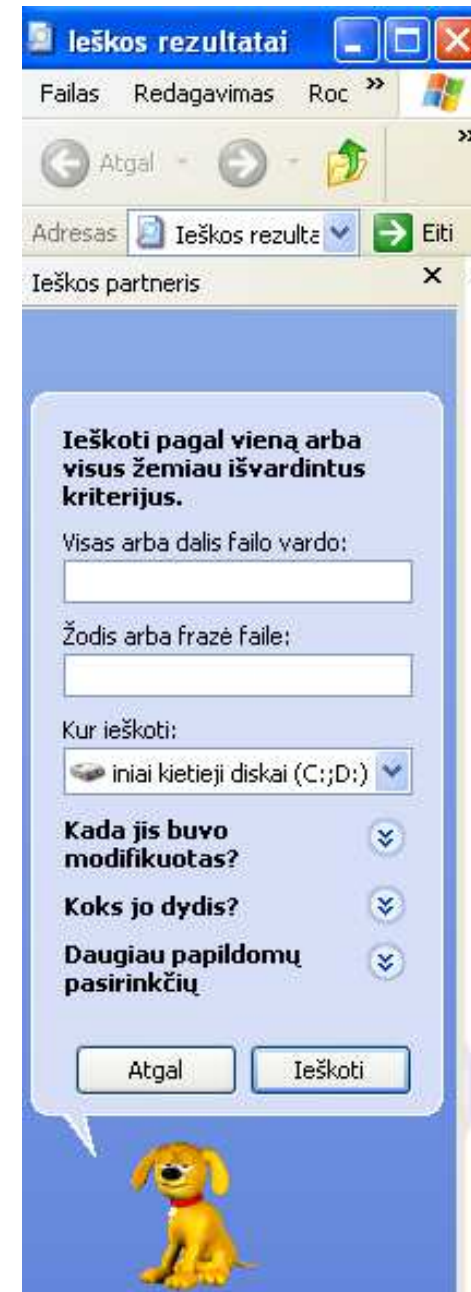 Ieškos rezultatai
Failas Redagavimas Roc »
Atgal »
Adresas Ieškos rezulta Eiti
Ieškos partneris
Ieškoti pagal vieną arba
visus žemiau išvardintus
kriterijus.
Visas arba dalis failo vardo:
Žodis arba frazė faile:
Kur ieškoti:
iniai kietieji diskai (C:;D:)
Kada jis buvo
modifikuotas?
Koks jo dydis?
Daugiau papildomų
pasirinkčių
Atgal Ieškoti